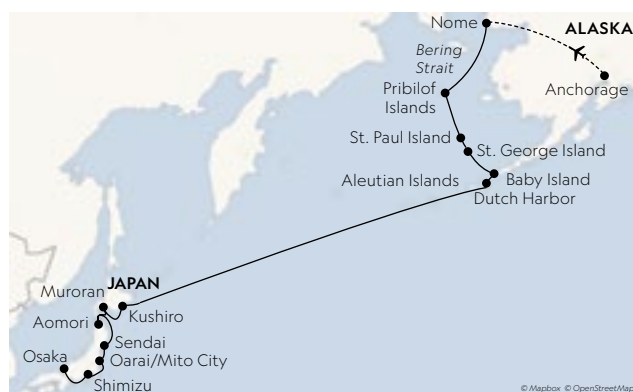 Nome
ALASKA
Bering
Strait
Anchorage
Pribilof
Islands
St. Paul Island
St. George Island
Aleutian Islands
Baby Island
Dutch Harbor
JAPAN
Muroran
Kushiro
Aomori
Sendai
Osaka
Oarai/Mito City
Shimizu
© Mapbox © OpenStreetMap